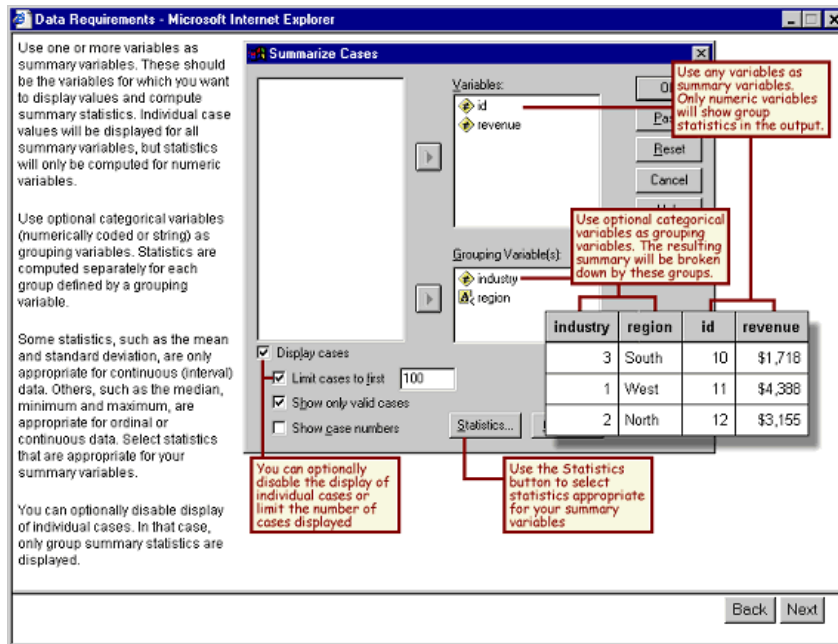 Data Requirements - Microsoft Internet Explorer
Use one or more variables as
summary variables. These should
be the variables for which you want
to display values and compute
summary statistics. Individual case
values will be displayed for all
summary variables, but statistics
will only be computed for numeric
variables.
Use optional categorical variables
(numerically coded or string) as
grouping variables. Statistics are
computed separately for each
group defined by a grouping
variable.
Some statistics, such as the mean
and standard deviation, are only
appropriate for continuous (interval)
data. Others, such as the median,
minimum and maximum, are
appropriate for ordinal or
continuous data. Select statistics
that are appropriate for your
summary variables.
You can optionally disable display
of individual cases. In that case,
only group summary statistics are
displayed.
Summarize Cases
Variables:
id
revenue
Reset
Cancel
Use any variables as
summary variables.
Only numeric variables
will show group
statistics in the output.
Use optional categorical
variables as grouping
variables. The resulting
summary will be broken
down by these groups.
Grouping Variable(s):
industry
region
industry region id revenue
3 South 10 $1,718
1 West 11 $4,388
2 North 12 $3,155
Display cases
Limit cases to first 100
Show only valid cases
Show case numbers
Statistics...
You can optionally
disable the display of
individual cases or
limit the number of
cases displayed
Use the Statistics
button to select
statistics appropriate
for your summary
variables
Back Next